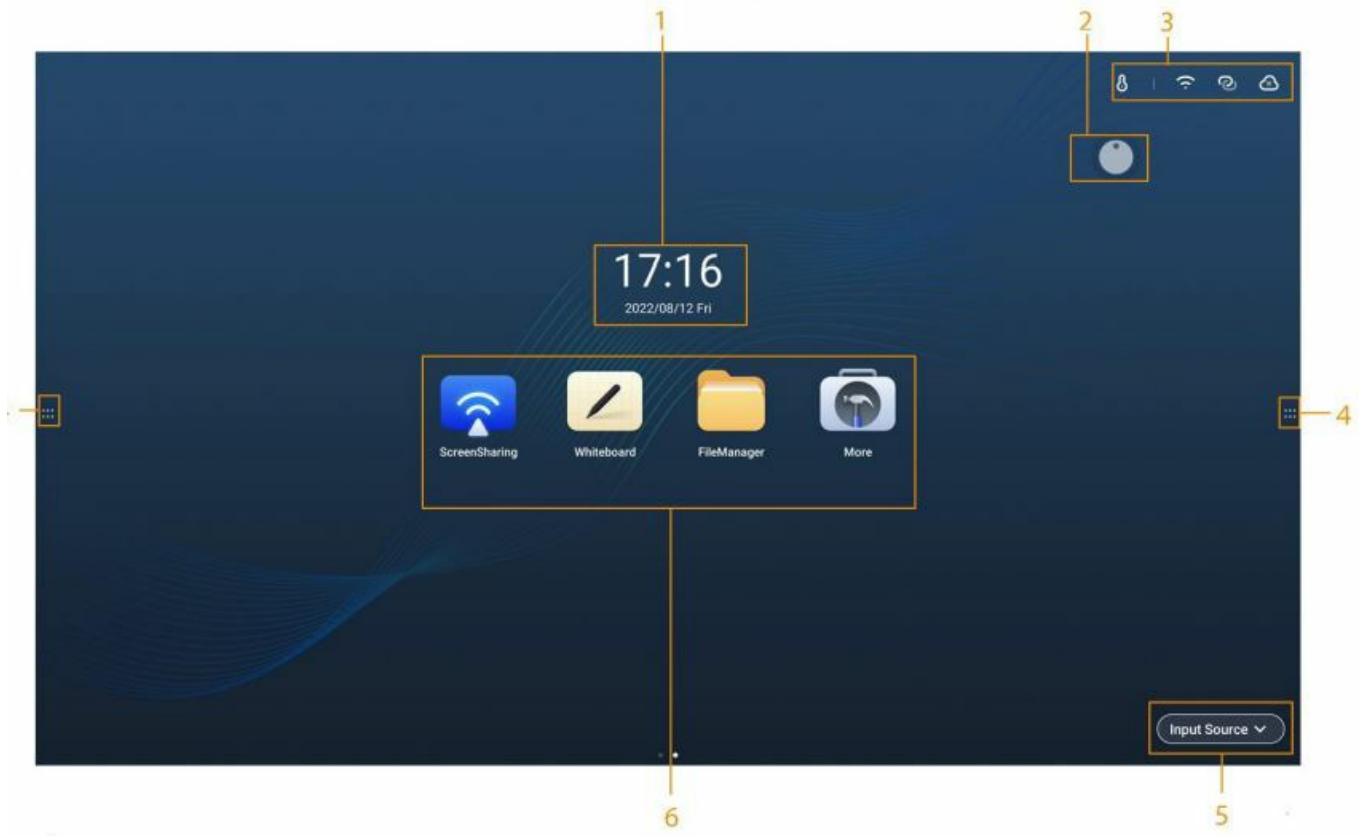 1
2
3
17:16
2022/08/12 Fri
ScreenSharing
Whiteboard
FileManager
More
4
Input Source
6
5